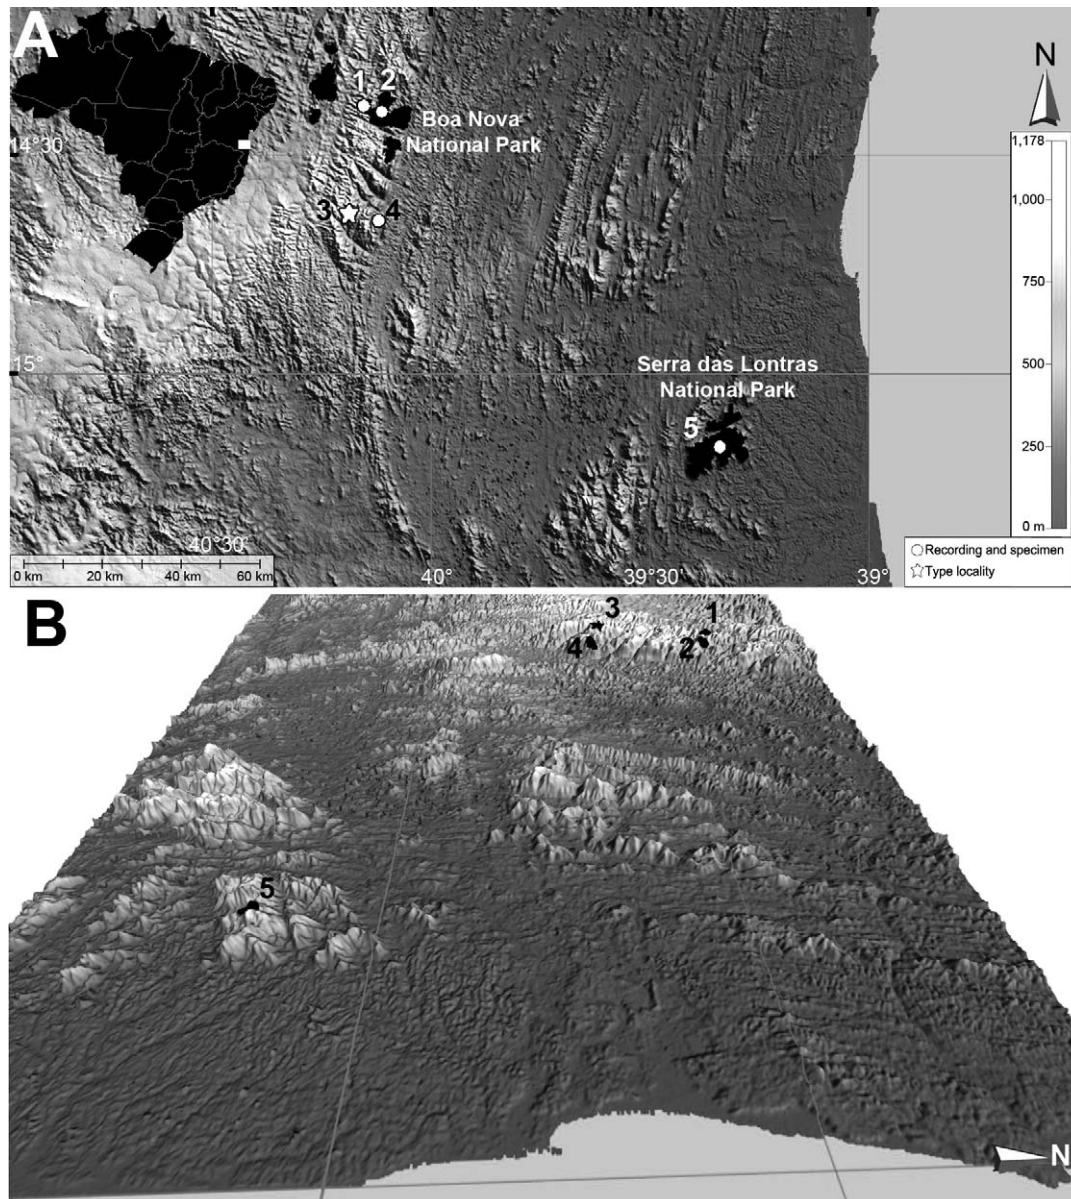 A
N
1 2
Boa Nova
National Park
14°30
1,178
1,000
3
4
750
15°
Serra das Lontras
National Park
500
5
250
0 m
40°30'
0 km 20 km 40 km 60 km
40°
39°30'
39°
Recording and specimen
Type locality
B
3
1
4
2
5
N